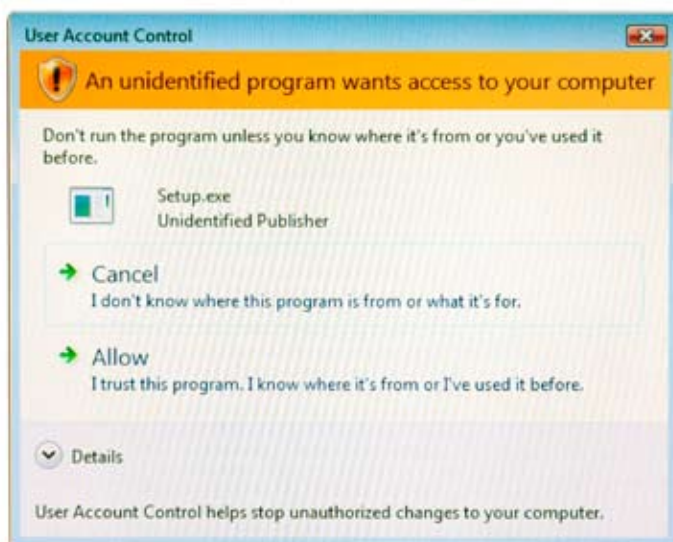 User Account Control
An unidentified program wants access to your computer
Don't run the program unless you know where it's from or you've used it
before.
Setup.exe
Unidentified Publisher
Cancel
I don't know where this program is from or what it's for.
Allow
I trust this program. I know where it's from or I've used it before.
Details
User Account Control helps stop unauthorized changes to your computer.